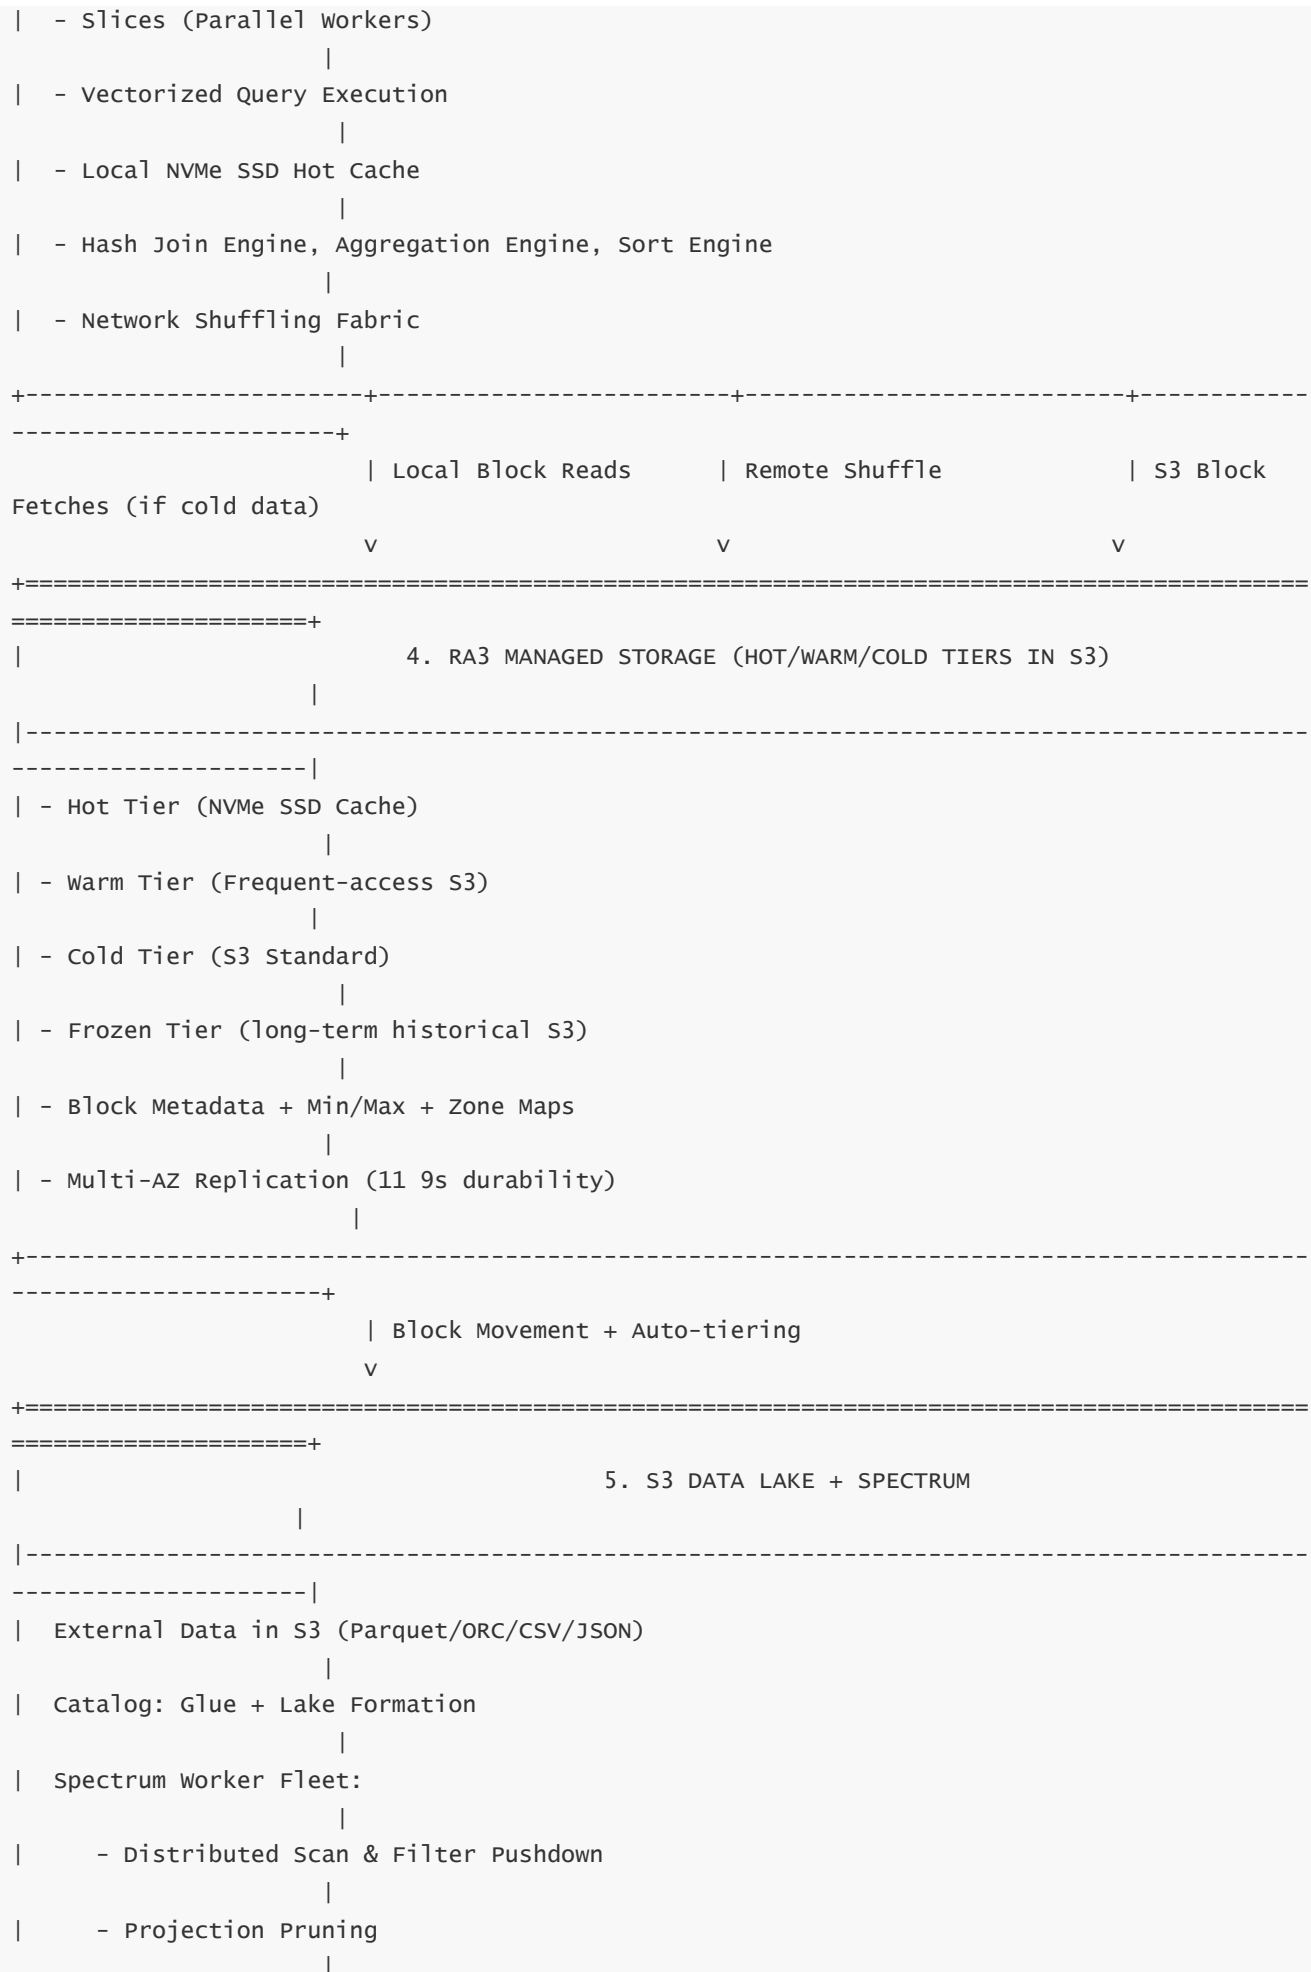 |  - Slices (Parallel Workers)
                      |
|  - Vectorized Query Execution
                       |
|  - Local NVMe SSD Hot Cache
                       |
|  - Hash Join Engine, Aggregation Engine, Sort Engine
                      |
|  - Network Shuffling Fabric
                       |
+------------------------+-------------------------+---------------------------+------------
-----------------------+
                         | Local Block Reads      | Remote Shuffle             | S3 Block
Fetches (if cold data)
                         v                        v                           v
+===========================================================================================
=====================+
|                           4. RA3 MANAGED STORAGE (HOT/WARM/COLD TIERS IN S3)
                     |
|-------------------------------------------------------------------------------------------
---------------------|
| - Hot Tier (NVMe SSD Cache)
                      |
| - Warm Tier (Frequent-access S3)
                     |
| - Cold Tier (S3 Standard)
                       |
| - Frozen Tier (long-term historical S3)
                       |
| - Block Metadata + Min/Max + Zone Maps
                      |
| - Multi-AZ Replication (11 9s durability)
                        |
+-------------------------------------------------------------------------------------------
----------------------+
                         | Block Movement + Auto-tiering
                         v
+===========================================================================================
=====================+
|                                         5. S3 DATA LAKE + SPECTRUM
                    |
|-------------------------------------------------------------------------------------------
---------------------|
|  External Data in S3 (Parquet/ORC/CSV/JSON)
                      |
|  Catalog: Glue + Lake Formation
                       |
|  Spectrum Worker Fleet:
                       |
|     - Distributed Scan & Filter Pushdown
                      |
|     - Projection Pruning
                      |